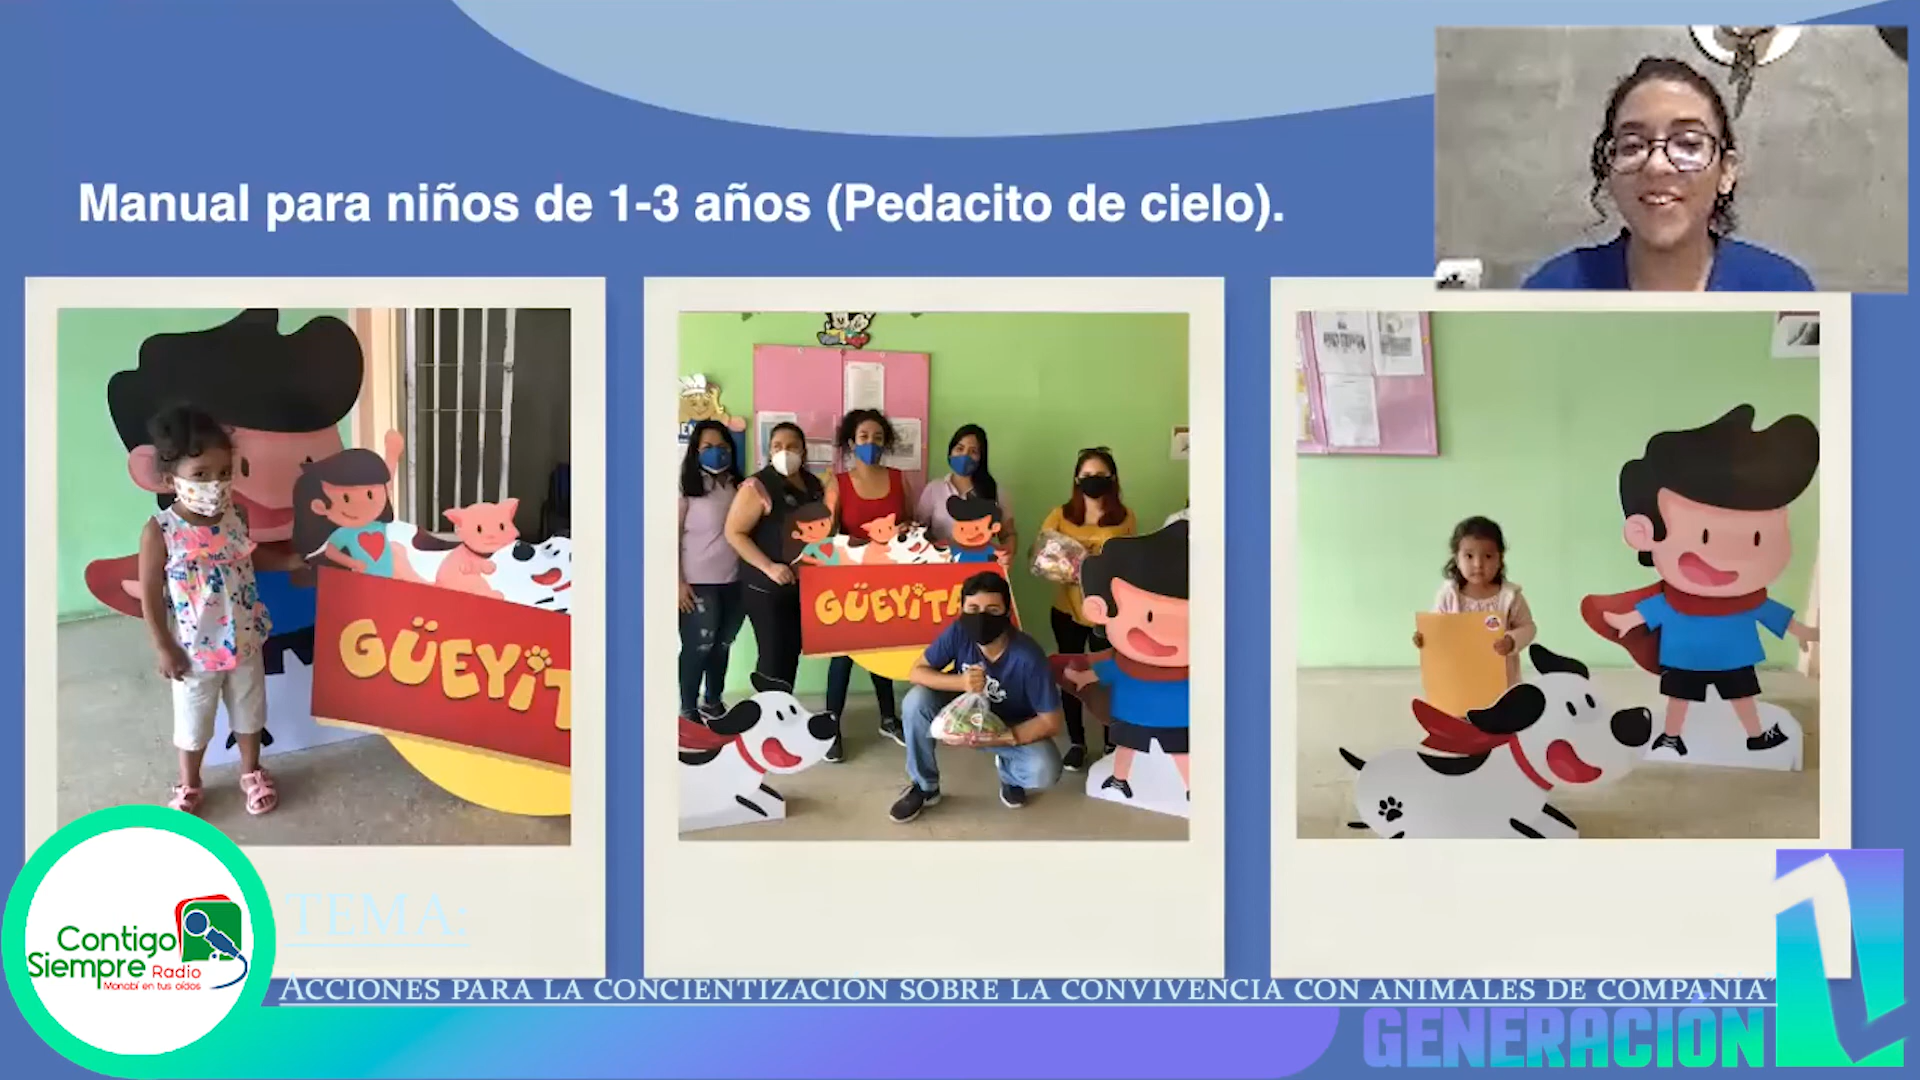 Manual para niños de 1-3 años (Pedacito de cielo).
GÜEYiT
GÜEYiTA
TEMA:
Contigo
Siempre Radio
Manabí en tus oídos
ACCIONES PARA LA CONCIENTIZACION SOBRE LA CONVIVENCIA CON ANIMALES DE COMPAÑÍA"
GENERACIÓN Z